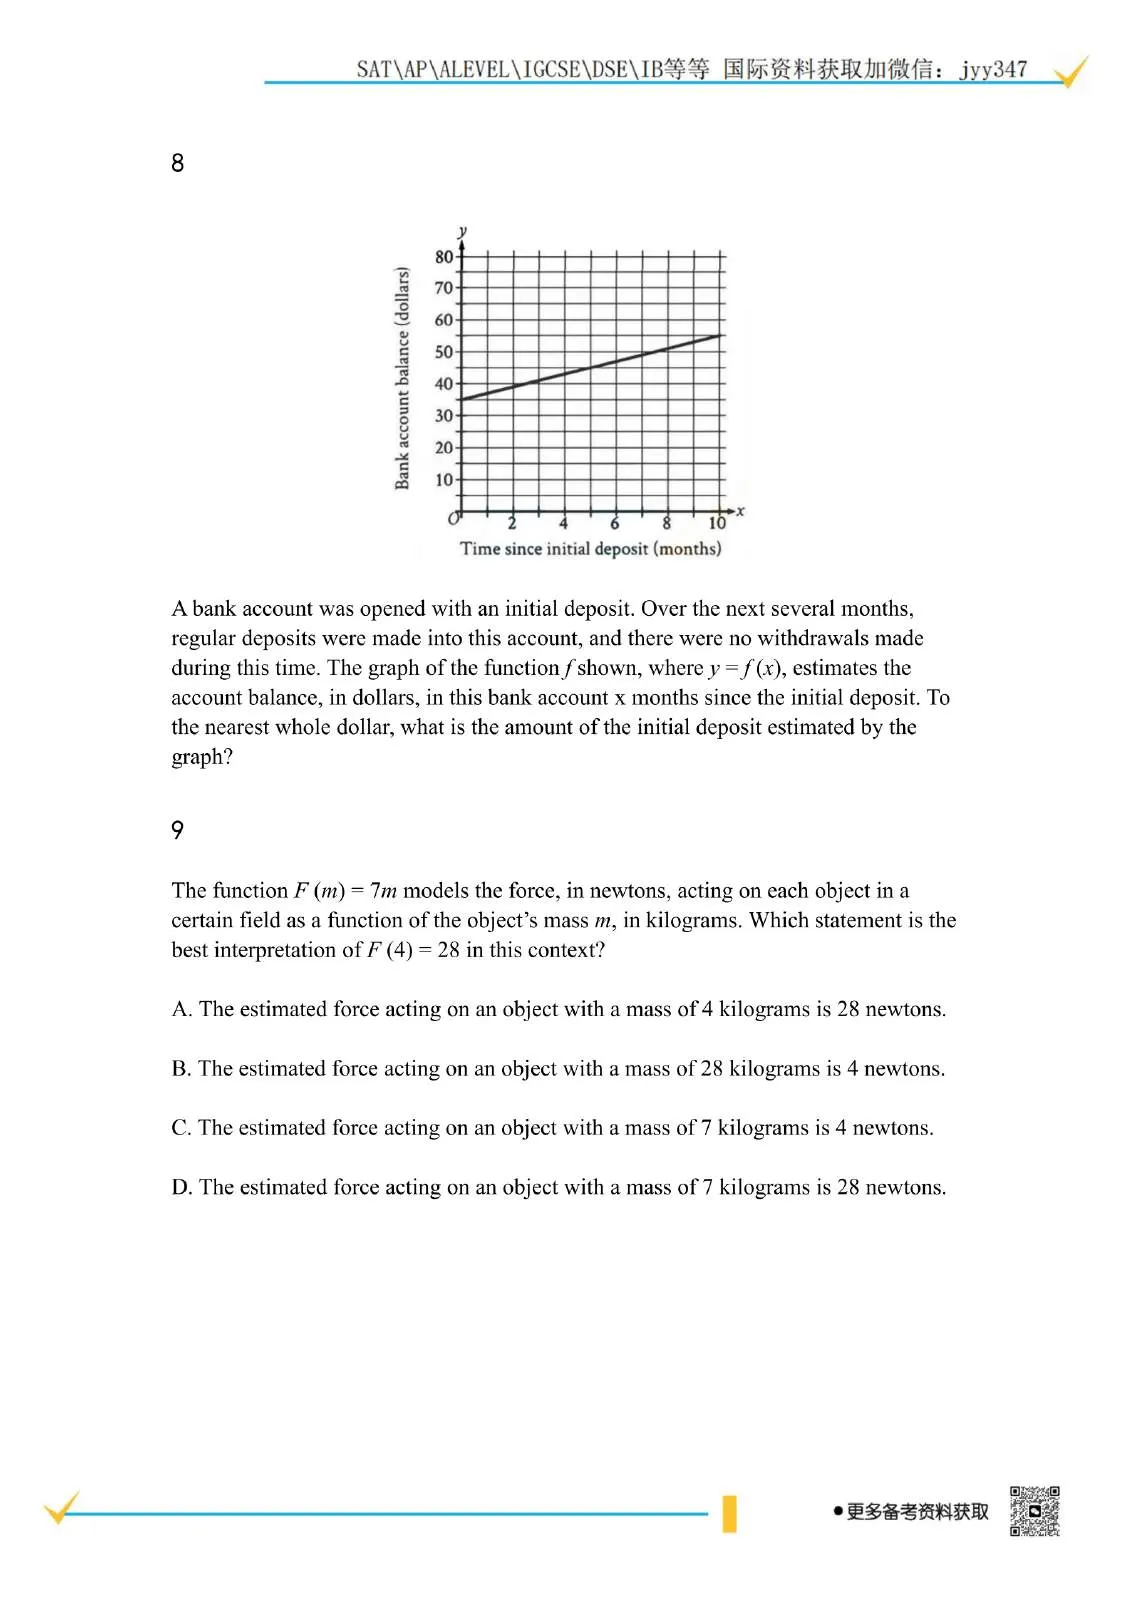 SAT\AP\ALEVEL\IGCSE\DSE\IB等等 国际资料获取加微信：jyy347
8
y
80
70
60
50
40
30
20
10
O
2 4 6 8 10 x
Bank account balance (dollars)
Time since initial deposit (months)
A bank account was opened with an initial deposit. Over the next several months,
regular deposits were made into this account, and there were no withdrawals made
during this time. The graph of the function f shown, where y = f (x), estimates the
account balance, in dollars, in this bank account x months since the initial deposit. To
the nearest whole dollar, what is the amount of the initial deposit estimated by the
graph?
9
The function F (m) = 7m models the force, in newtons, acting on each object in a
certain field as a function of the object’s mass m, in kilograms. Which statement is the
best interpretation of F (4) = 28 in this context?
A. The estimated force acting on an object with a mass of 4 kilograms is 28 newtons.
B. The estimated force acting on an object with a mass of 28 kilograms is 4 newtons.
C. The estimated force acting on an object with a mass of 7 kilograms is 4 newtons.
D. The estimated force acting on an object with a mass of 7 kilograms is 28 newtons.
●更多备考资料获取